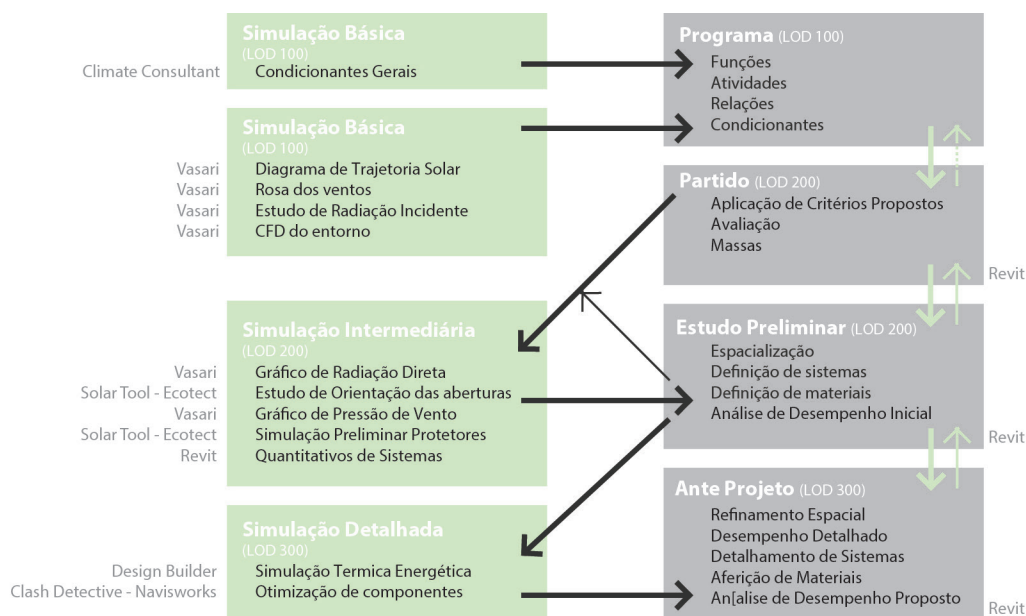 Simulação Básica
(LOD 100)
Climate Consultant
Condicionantes Gerais
Simulação Básica
(LOD 100)
Vasari
Diagrama de Trajetoria Solar
Vasari
Rosa dos ventos
Vasari
Estudo de Radiação Incidente
Vasari
CFD do entorno
Simulação Intermediária
(LOD 200)
Vasari
Gráfico de Radiação Direta
Solar Tool - Ecotect
Estudo de Orientação das aberturas
Vasari
Gráfico de Pressão de Vento
Solar Tool - Ecotect
Simulação Preliminar Protetores
Revit
Quantitativos de Sistemas
Simulação Detalhada
(LOD 300)
Design Builder
Simulação Termica Energética
Clash Detective - Navisworks
Otimização de componentes
Programa (LOD 100)
Funções
Atividades
Relações
Condicionantes
Partido (LOD 200)
Aplicação de Critérios Propostos
Avaliação
Massas
Revit
Estudo Preliminar (LOD 200)
Espacialização
Definição de sistemas
Definição de materiais
Análise de Desempenho Inicial
Revit
Ante Projeto (LOD 300)
Refinamento Espacial
Desempenho Detalhado
Detalhamento de Sistemas
Aferição de Materiais
An[alise de Desempenho Proposto
Revit